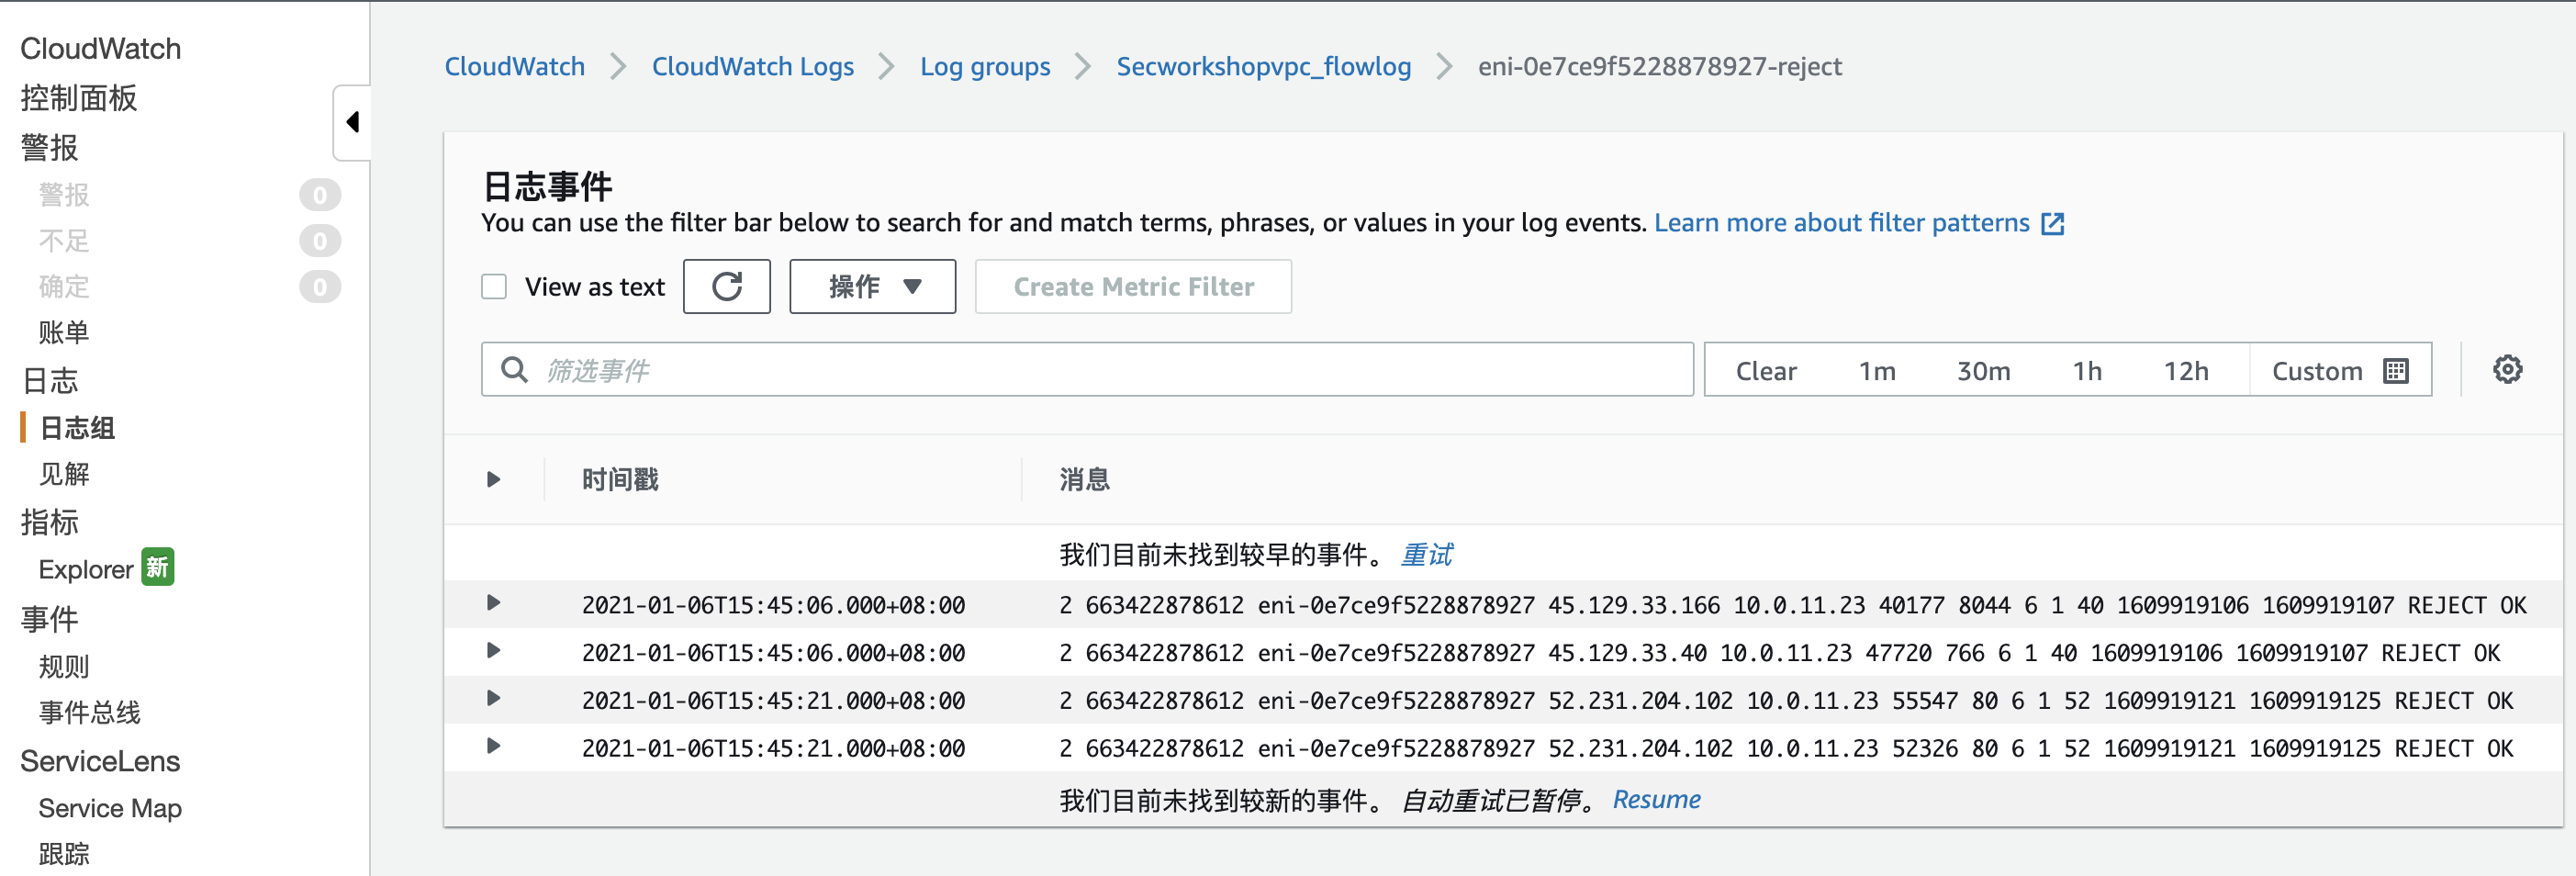 CloudWatch
控制面板
警报
警报 0
不足 0
确定 0
账单
日志
日志组
见解
指标
Explorer 新
事件
规则
事件总线
ServiceLens
Service Map
跟踪
CloudWatch CloudWatch Logs Log groups Secworkshopvpc_flowlog eni-0e7ce9f5228878927-reject
日志事件
You can use the filter bar below to search for and match terms, phrases, or values in your log events. Learn more about filter patterns
View as text 操作 Create Metric Filter
筛选事件 Clear 1m 30m 1h 12h Custom
时间戳 消息
我们目前未找到较早的事件。 重试
2021-01-06T15:45:06.000+08:00 2 663422878612 eni-0e7ce9f5228878927 45.129.33.166 10.0.11.23 40177 8044 6 1 40 1609919106 1609919107 REJECT OK
2021-01-06T15:45:06.000+08:00 2 663422878612 eni-0e7ce9f5228878927 45.129.33.40 10.0.11.23 47720 766 6 1 40 1609919106 1609919107 REJECT OK
2021-01-06T15:45:21.000+08:00 2 663422878612 eni-0e7ce9f5228878927 52.231.204.102 10.0.11.23 55547 80 6 1 52 1609919121 1609919125 REJECT OK
2021-01-06T15:45:21.000+08:00 2 663422878612 eni-0e7ce9f5228878927 52.231.204.102 10.0.11.23 52326 80 6 1 52 1609919121 1609919125 REJECT OK
我们目前未找到较新的事件。 自动重试已暂停。 Resume